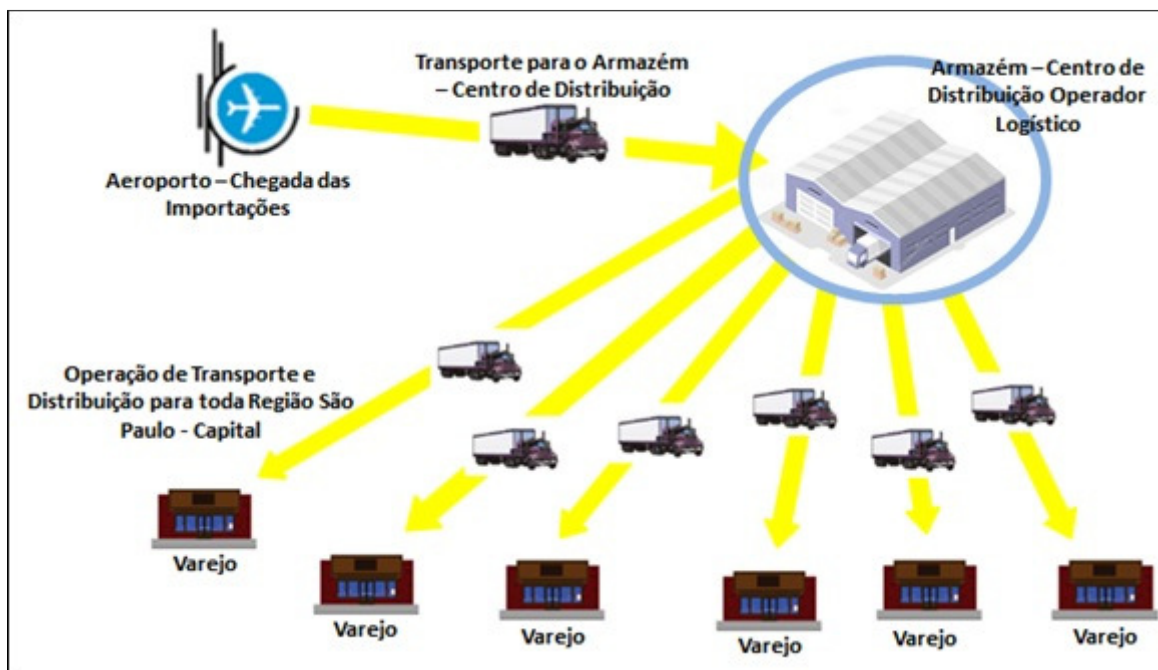 Transporte para o Armazém
– Centro de Distribuição
Armazém – Centro de
Distribuição Operador
Logístico
Aeroporto – Chegada das
Importações
Operação de Transporte e
Distribuição para toda Região São
Paulo - Capital
Varejo
Varejo
Varejo
Varejo
Varejo
Varejo